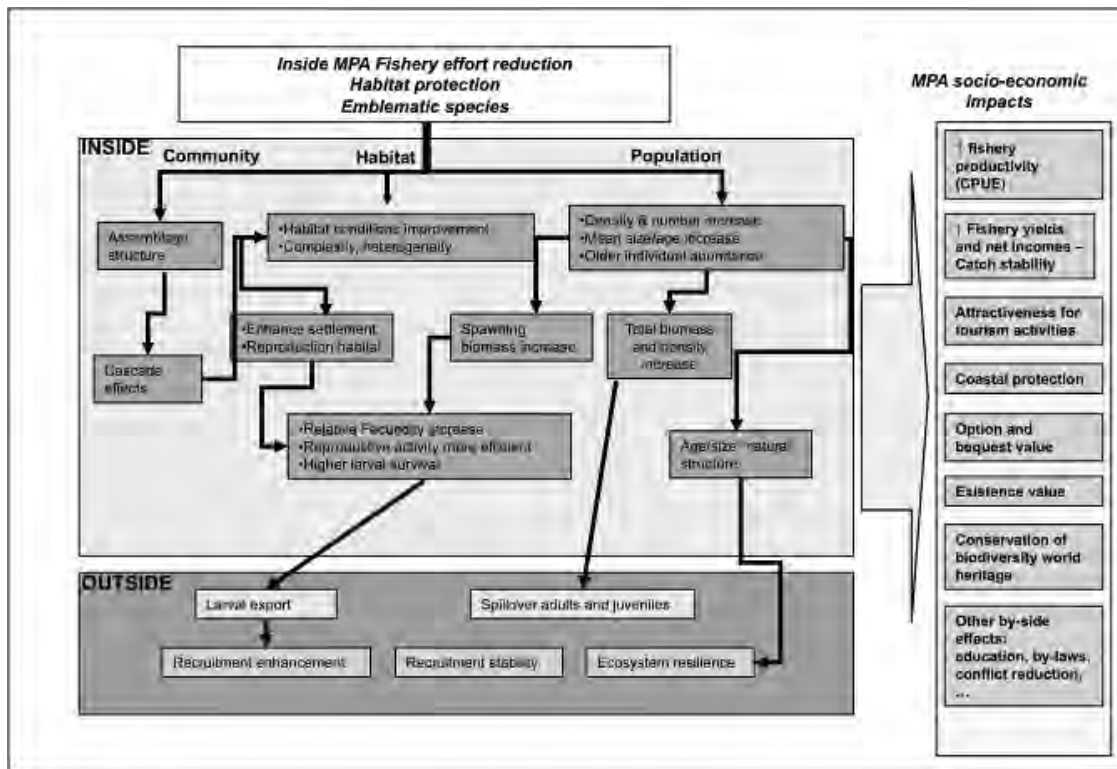 Inside MPA Fishery effort reduction
Habitat protection
Emblematic species
MPA socio-economic
impacts
INSIDE
Community
Habitat
Population
Assemblage
structure
•Habitat conditions improvement
•Complexity, heterogeneity
•Density & number increase
•Mean size/age increase
•Older individual abundance
Cascade
effects
•Enhance settlement
•Reproduction habitat
Spawning
biomass increase
Total biomass
and density
increase
•Relative Fecundity increase
•Reproductive activity more efficient
•Higher larval survival
Age/size natural
structure
OUTSIDE
Larval export
Spillover adults and juveniles
Recruitment enhancement
Recruitment stability
Ecosystem resilience
↑ fishery
productivity
(CPUE)
↑ Fishery yields
and net incomes –
Catch stability
Attractiveness for
tourism activities
Coastal protection
Option and
bequest value
Existence value
Conservation of
biodiversity world
heritage
Other by-side
effects:
education, by-laws,
conflict reduction,
…